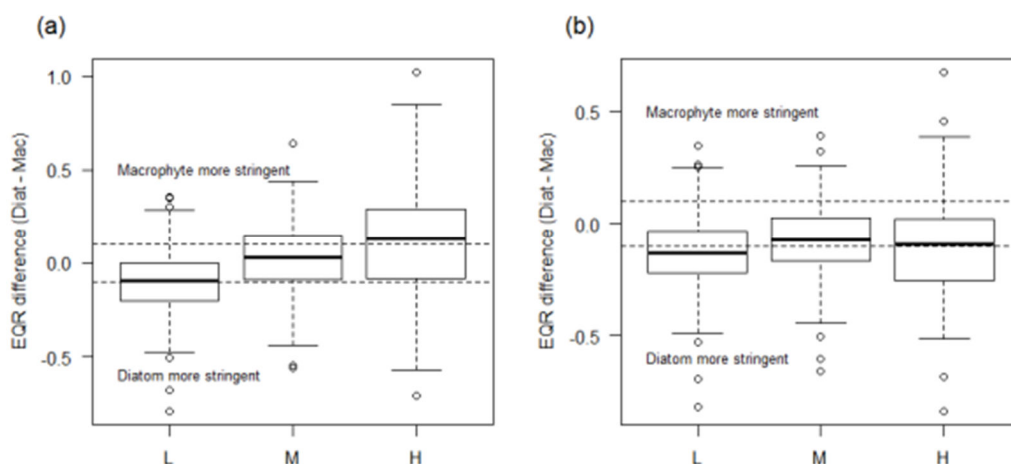 (a)
EQR difference (Diat - Mac)
1.0
0.5
0.0
-0.5
Macrophyte more stringent
Diatom more stringent
L M H
(b)
EQR difference (Diat - Mac)
0.5
0.0
-0.5
Macrophyte more stringent
Diatom more stringent
L M H